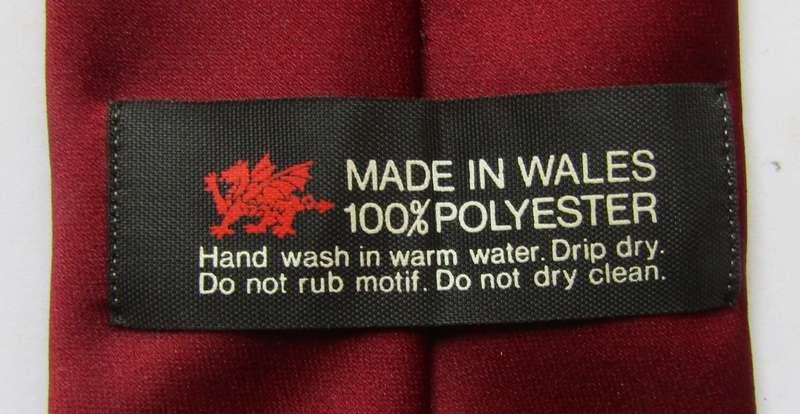 MADE IN WALES
100% POLYESTER
Hand wash in warm water. Drip dry.
Do not rub motif. Do not dry clean.